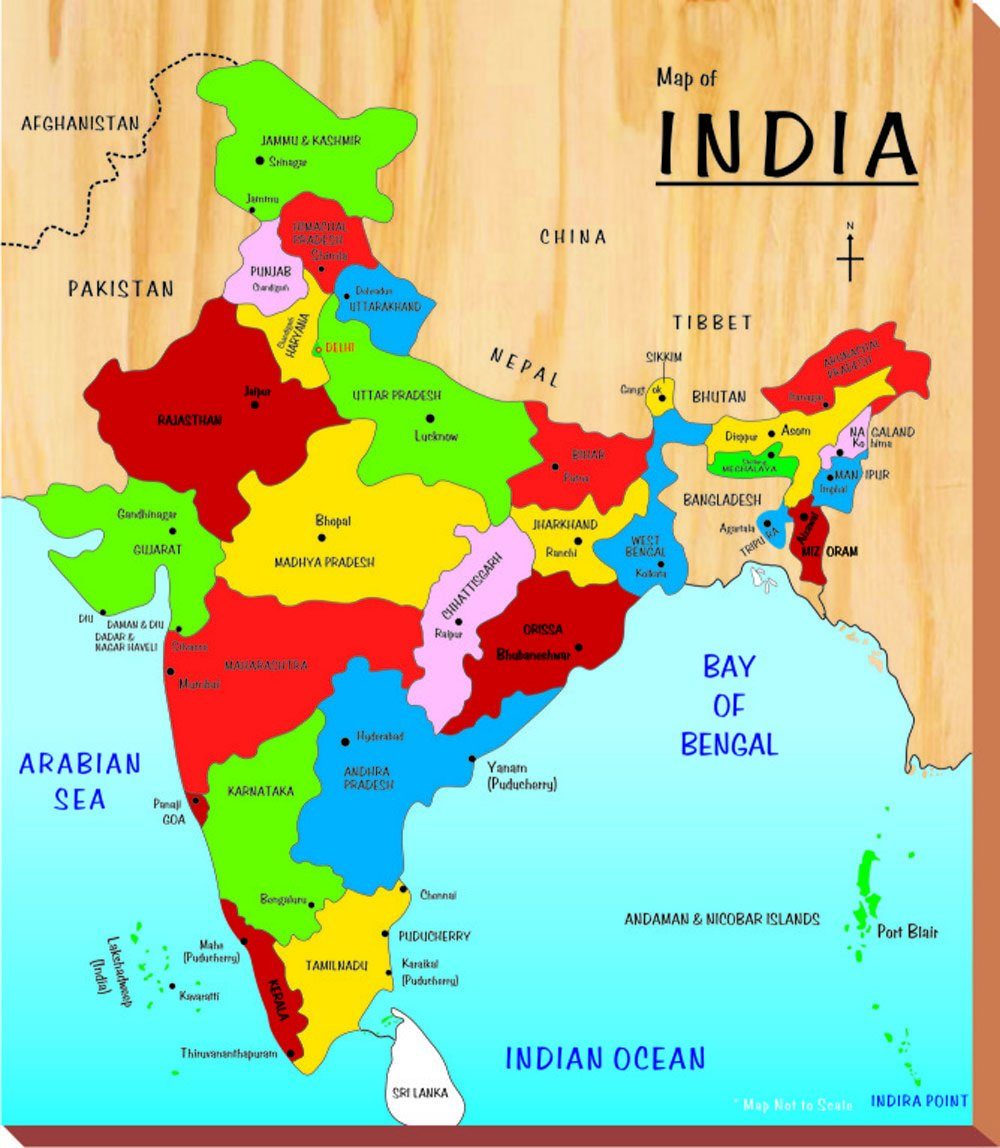 Map of
INDIA
N
AFGHANISTAN
JAMMU & KASHMIR
Srinagar
Jammu
CHINA
HIMACHAL
PRADESH
Shimla
PUNJAB
Chandigarh
PAKISTAN
Dehradun
UTTARAKHAND
Chandigarh
HARYANA
DELHI
TIBBET
NEPAL
SIKKIM
Gangtok
BHUTAN
ARUNACHAL
PRADESH
Itanagar
Jaipur
RAJASTHAN
UTTAR PRADESH
Lucknow
Dispur
Asom
NAGALAND
Kohima
BIHAR
Patna
Shillong
MEGHALAYA
MANIPUR
Imphal
BANGLADESH
Gandhinagar
GUJARAT
Bhopal
MADHYA PRADESH
JHARKHAND
Ranchi
WEST
BENGAL
Kolkata
Agartala
TRIPURA
Aizawl
MIZORAM
CHHATTISGARH
Raipur
DIU
DAMAN & DIU
DADAR &
NAGAR HAVELI
Silvassa
ORISSA
Bhubaneshwar
MAHARASHTRA
Mumbai
BAY
OF
BENGAL
Hyderabad
ANDHRA
PRADESH
ARABIAN
SEA
Yanam
(Puducherry)
KARNATAKA
Panaji
GOA
Bengaluru
Chennai
ANDAMAN & NICOBAR ISLANDS
Port Blair
PUDUCHERRY
Mahe
(Puducherry)
TAMILNADU
Karaikal
(Puducherry)
Lakshadweep
(India)
Kavaratti
KERALA
Thiruvananthapuram
INDIAN OCEAN
SRI LANKA
* Map Not to Scale
INDIRA POINT